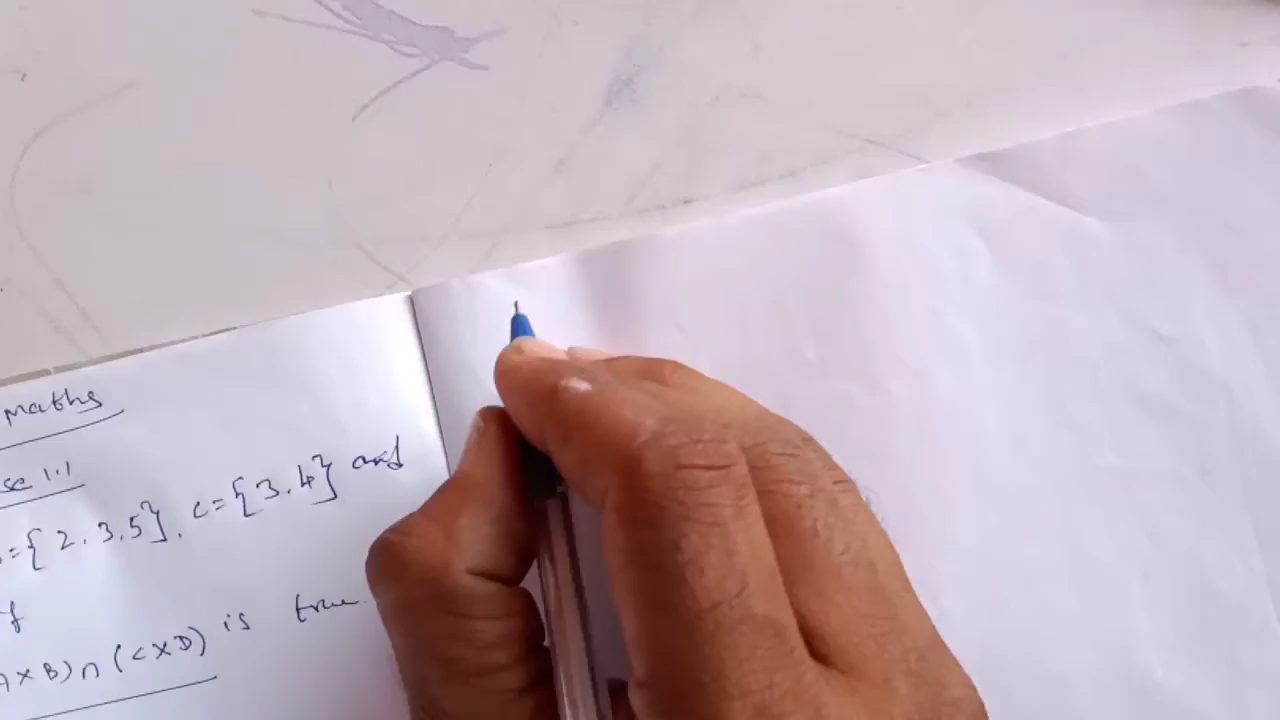 Maths
se 1.1
={2,3,5}, C={3,4} and
f
A×B)∩(C×D) is true.